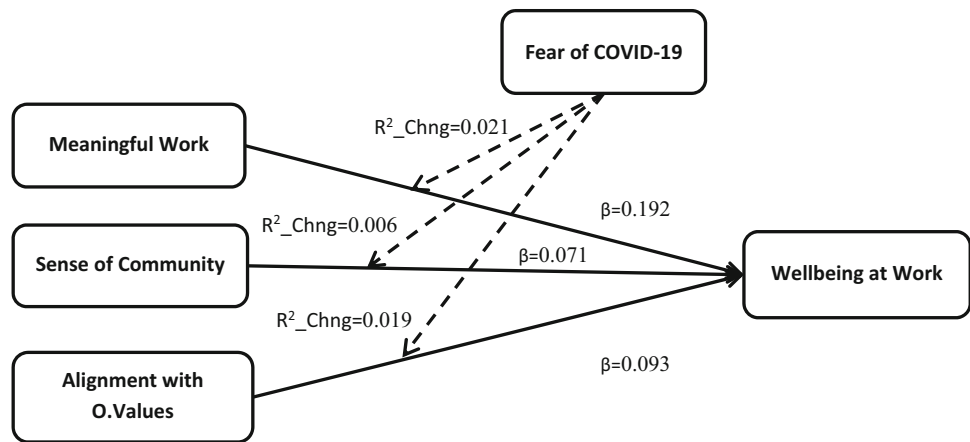 Fear of COVID-19
Meaningful Work
R²_Chng=0.021
β=0.192
R²_Chng=0.006
Sense of Community
β=0.071
Wellbeing at Work
R²_Chng=0.019
β=0.093
Alignment with
O.Values